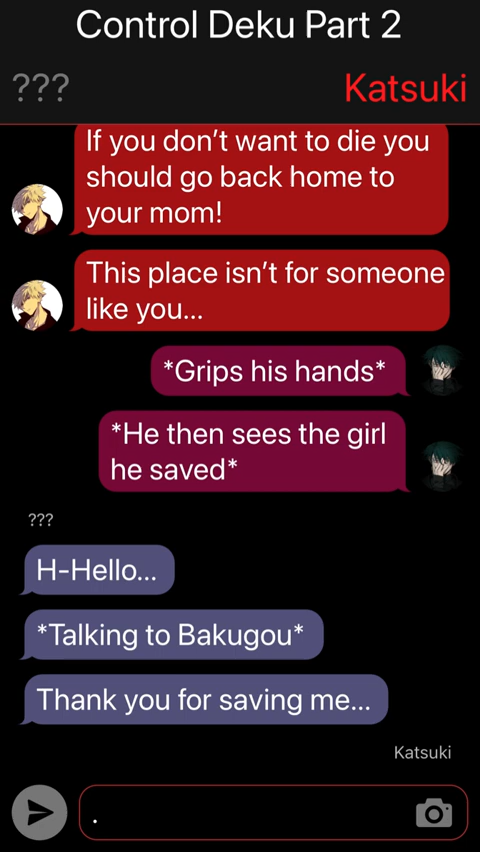 Control Deku Part 2
??? Katsuki
If you don’t want to die you
should go back home to
your mom!
This place isn’t for someone
like you...
*Grips his hands*
*He then sees the girl
he saved*
???
H-Hello...
*Talking to Bakugou*
Thank you for saving me...
Katsuki
.